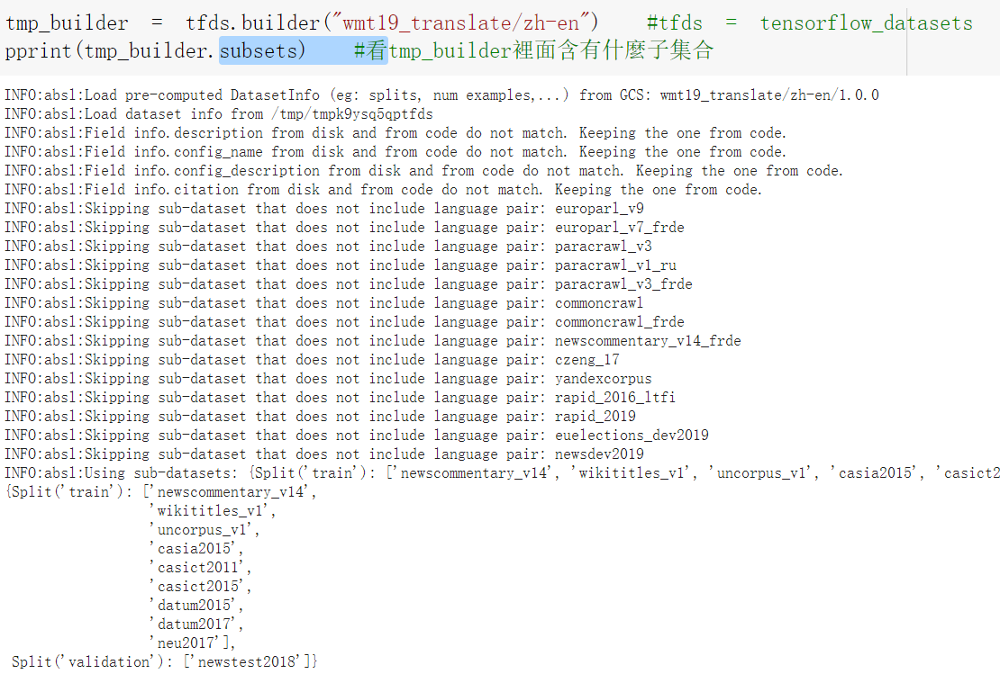 tmp_builder = tfds.builder("wmt19_translate/zh-en") #tfds = tensorflow_datasets
pprint(tmp_builder.subsets) #看tmp_builder裡面含有什麼子集合
INFO:absl:Load pre-computed DatasetInfo (eg: splits, num examples,...) from GCS: wmt19_translate/zh-en/1.0.0
INFO:absl:Load dataset info from /tmp/tmpk9ysq5qptfds
INFO:absl:Field info.description from disk and from code do not match. Keeping the one from code.
INFO:absl:Field info.config_name from disk and from code do not match. Keeping the one from code.
INFO:absl:Field info.config_description from disk and from code do not match. Keeping the one from code.
INFO:absl:Field info.citation from disk and from code do not match. Keeping the one from code.
INFO:absl:Skipping sub-dataset that does not include language pair: europarl_v9
INFO:absl:Skipping sub-dataset that does not include language pair: europarl_v7_frde
INFO:absl:Skipping sub-dataset that does not include language pair: paracrawl_v3
INFO:absl:Skipping sub-dataset that does not include language pair: paracrawl_v1_ru
INFO:absl:Skipping sub-dataset that does not include language pair: paracrawl_v3_frde
INFO:absl:Skipping sub-dataset that does not include language pair: commoncrawl
INFO:absl:Skipping sub-dataset that does not include language pair: commoncrawl_frde
INFO:absl:Skipping sub-dataset that does not include language pair: newscommentary_v14_frde
INFO:absl:Skipping sub-dataset that does not include language pair: czeng_17
INFO:absl:Skipping sub-dataset that does not include language pair: yandexcorpus
INFO:absl:Skipping sub-dataset that does not include language pair: rapid_2016_ltfi
INFO:absl:Skipping sub-dataset that does not include language pair: rapid_2019
INFO:absl:Skipping sub-dataset that does not include language pair: euelections_dev2019
INFO:absl:Skipping sub-dataset that does not include language pair: newsdev2019
INFO:absl:Using sub-datasets: {Split('train'): ['newscommentary_v14', 'wikititles_v1', 'uncorpus_v1', 'casia2015', 'casict2
{Split('train'): ['newscommentary_v14',
'wikititles_v1',
'uncorpus_v1',
'casia2015',
'casict2011',
'casict2015',
'datum2015',
'datum2017',
'neu2017'],
Split('validation'): ['newstest2018']}